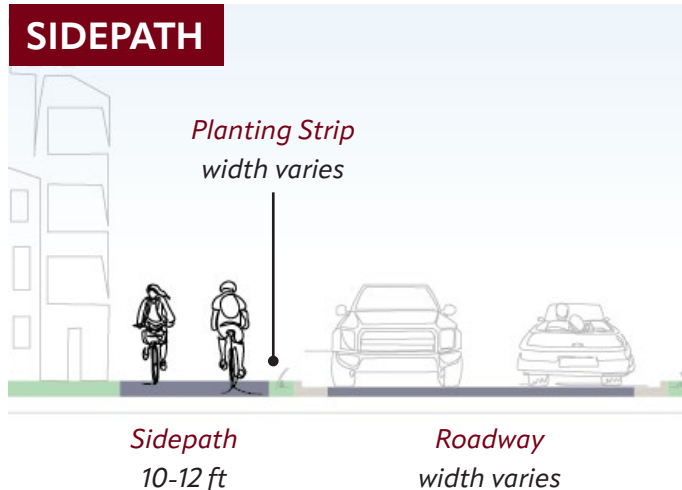 SIDEPATH
Planting Strip
width varies
Sidepath
10-12 ft
Roadway
width varies